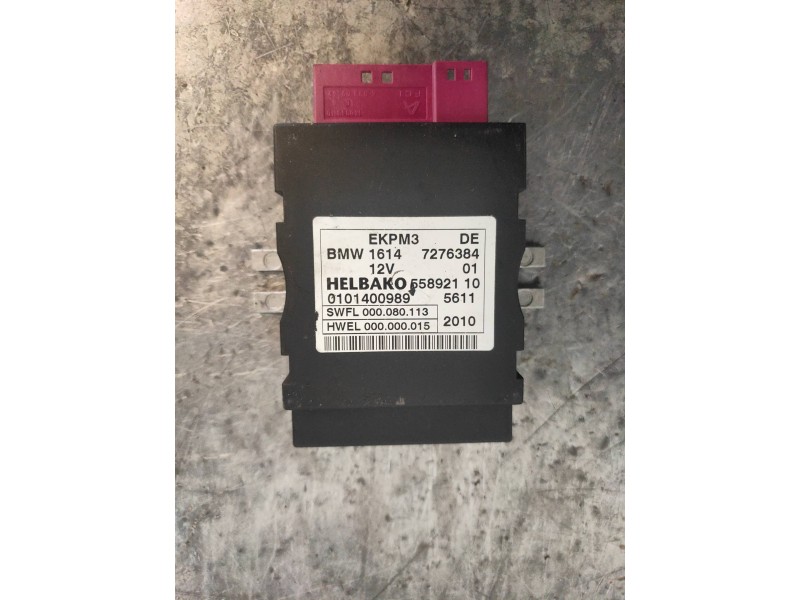 EKPM3 DE
BMW 1614 7276384
12V 01
HELBAKO 558921 10
0101400989 5611
SWFL 000.080.113
HWEL 000.000.015 2010